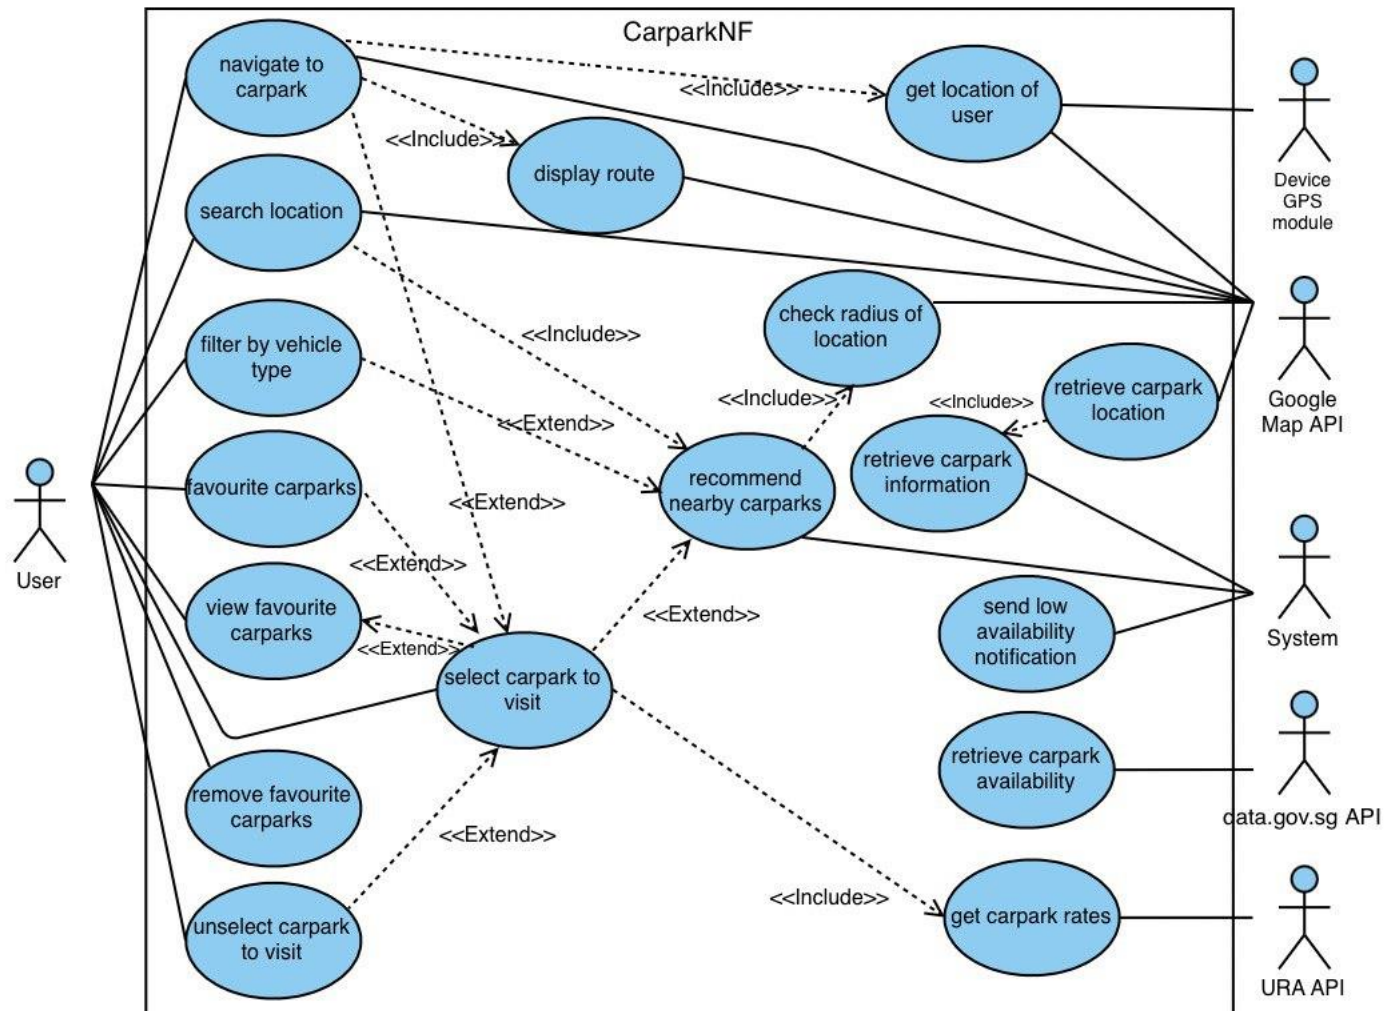 CarparkNF
navigate to
carpark
<<Include>>
get location of
user
<<Include>>
display route
Device
GPS
module
search location
<<Include>>
check radius of
location
filter by vehicle
type
<<Include>>
<<Include>>
retrieve carpark
location
Google
Map API
<<Extend>>
favourite carparks
<<Extend>>
recommend
nearby carparks
retrieve carpark
information
User
<<Extend>>
view favourite
carparks
<<Extend>>
<<Extend>>
send low
availability
notification
System
select carpark to
visit
retrieve carpark
availability
remove favourite
carparks
<<Extend>>
data.gov.sg API
<<Include>>
get carpark rates
unselect carpark
to visit
URA API